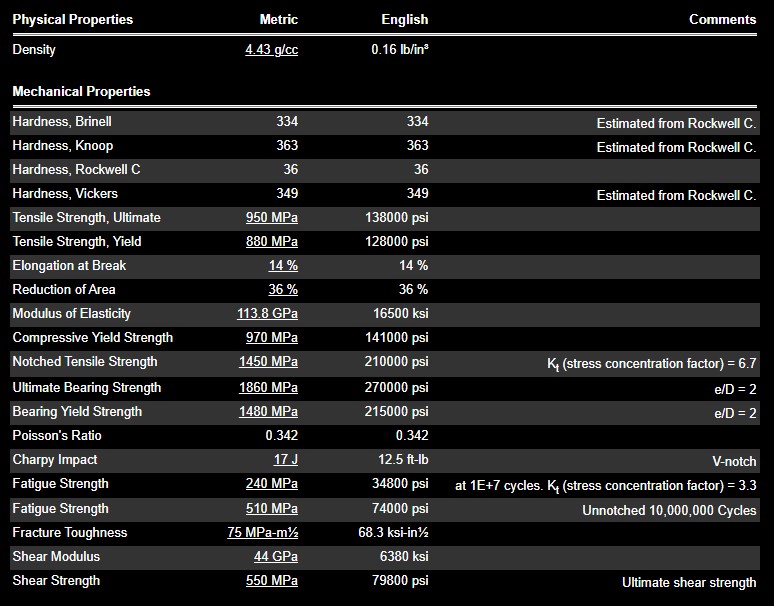 Physical Properties Metric English Comments
Density 4.43 g/cc 0.16 lb/in³
Mechanical Properties
Hardness, Brinell 334 334 Estimated from Rockwell C.
Hardness, Knoop 363 363 Estimated from Rockwell C.
Hardness, Rockwell C 36 36
Hardness, Vickers 349 349 Estimated from Rockwell C.
Tensile Strength, Ultimate 950 MPa 138000 psi
Tensile Strength, Yield 880 MPa 128000 psi
Elongation at Break 14 % 14 %
Reduction of Area 36 % 36 %
Modulus of Elasticity 113.8 GPa 16500 ksi
Compressive Yield Strength 970 MPa 141000 psi
Notched Tensile Strength 1450 MPa 210000 psi Kt (stress concentration factor) = 6.7
Ultimate Bearing Strength 1860 MPa 270000 psi e/D = 2
Bearing Yield Strength 1480 MPa 215000 psi e/D = 2
Poisson's Ratio 0.342 0.342
Charpy Impact 17 J 12.5 ft-lb V-notch
Fatigue Strength 240 MPa 34800 psi at 1E+7 cycles. Kt (stress concentration factor) = 3.3
Fatigue Strength 510 MPa 74000 psi Unnotched 10,000,000 Cycles
Fracture Toughness 75 MPa-m½ 68.3 ksi-in½
Shear Modulus 44 GPa 6380 ksi
Shear Strength 550 MPa 79800 psi Ultimate shear strength